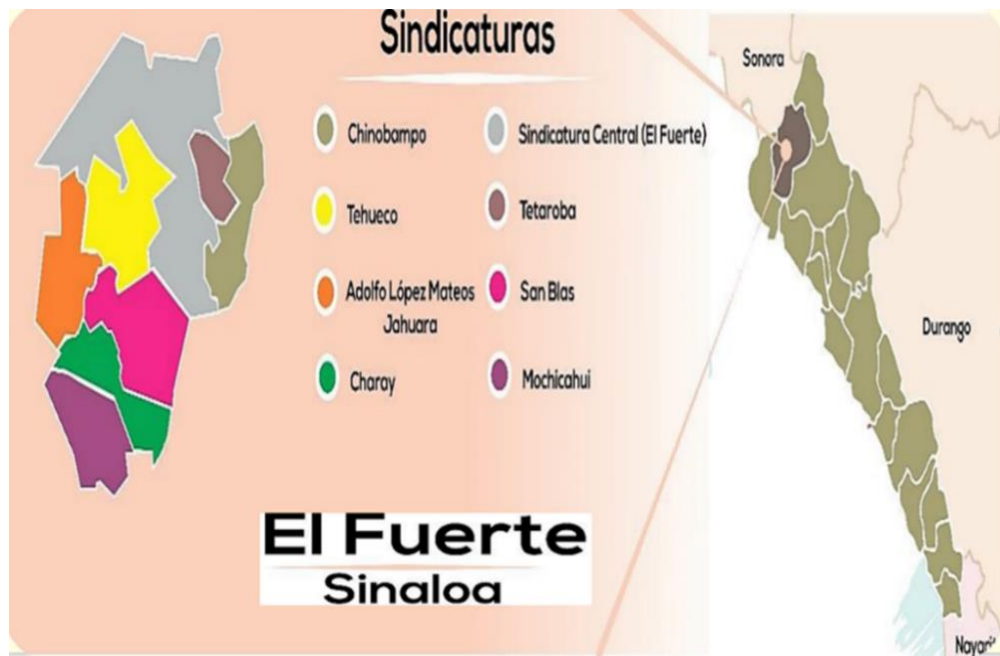 Sindicaturas
Chinobampo
Sindicatura Central (El Fuerte)
Tehueco
Tetaroba
Adolfo López Mateos
Jahuara
San Blas
Charay
Mochicahui
El Fuerte
Sinaloa
Sonora
Durango
Nayarit